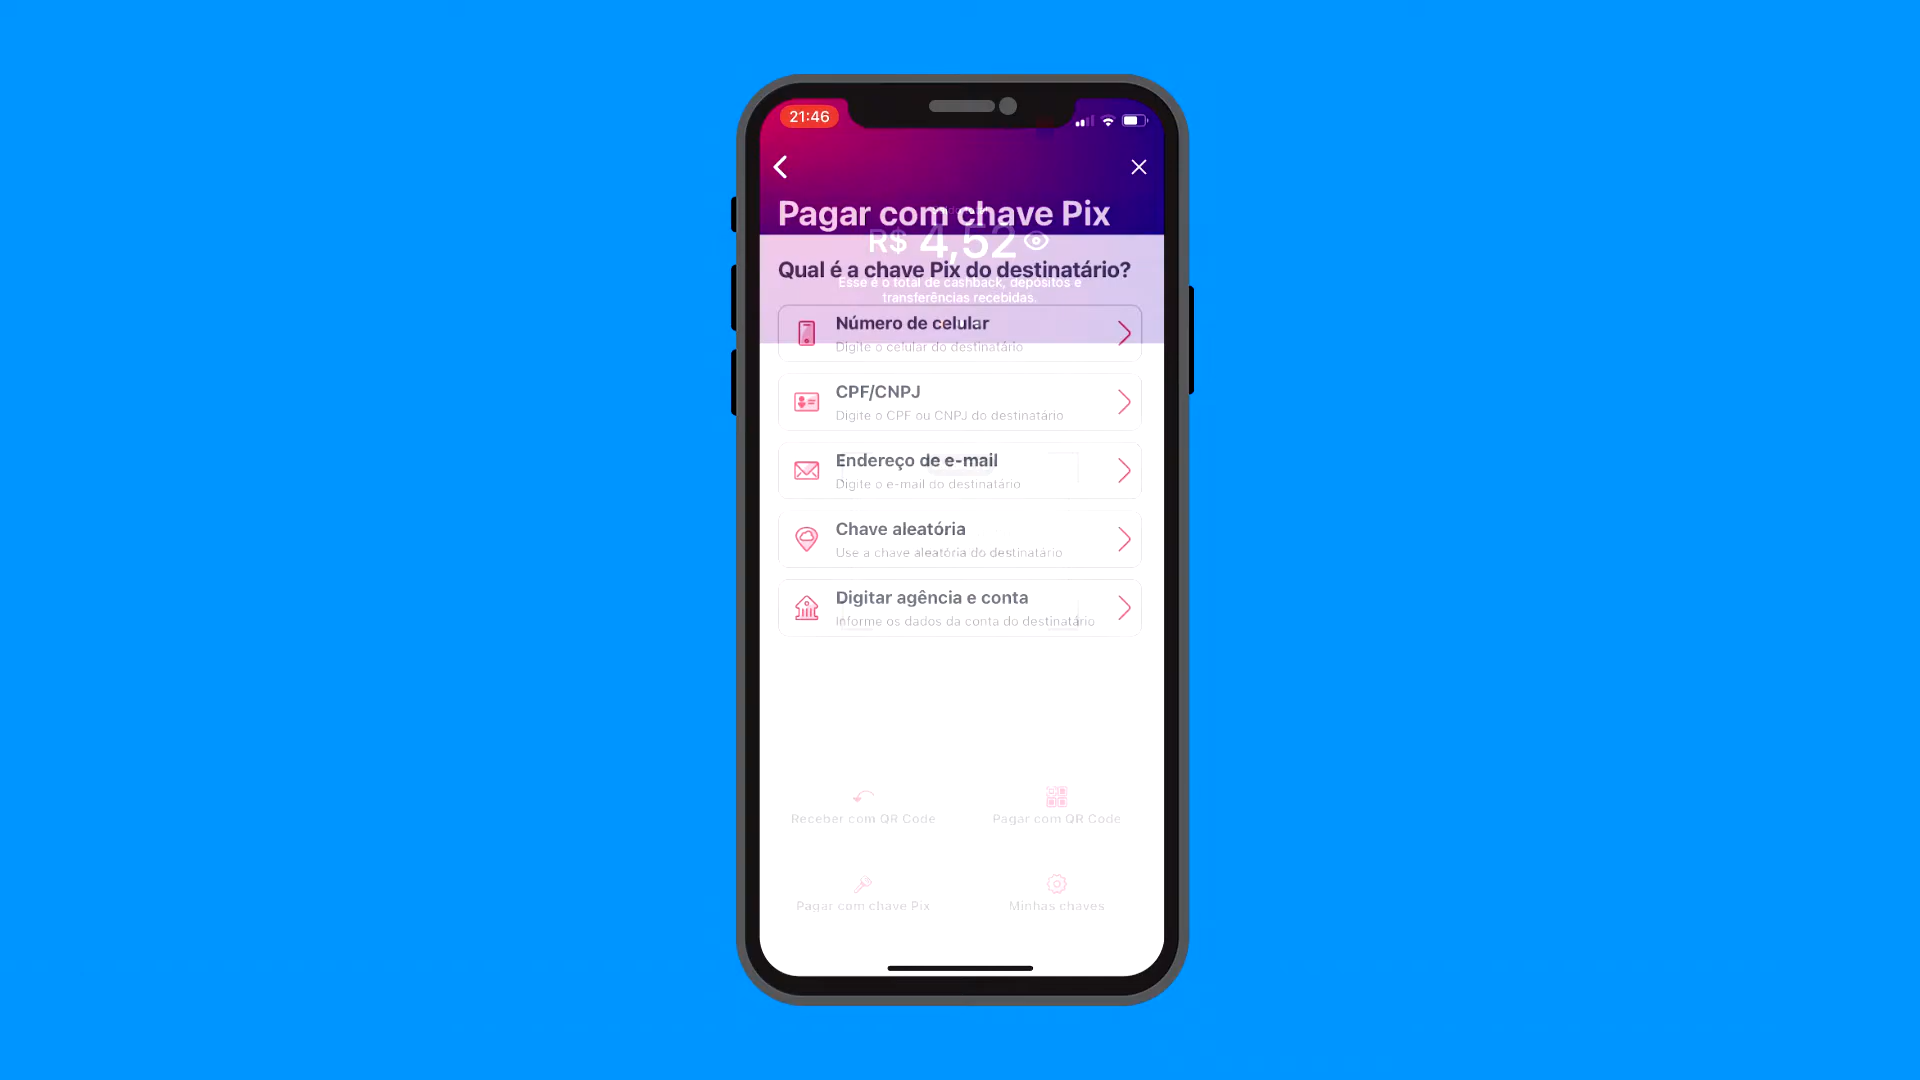 21:46
Pagar com chave Pix
R$ 4,52
Qual é a chave Pix do destinatário?
Esse é o total de cashback, depósitos e
transferências recebidas.
Número de celular
Digite o celular do destinatário
CPF/CNPJ
Digite o CPF ou CNPJ do destinatário
Endereço de e-mail
Digite o e-mail do destinatário
Chave aleatória
Use a chave aleatória do destinatário
Digitar agência e conta
Informe os dados da conta do destinatário
Receber com QR Code
Pagar com QR Code
Pagar com chave Pix
Minhas chaves